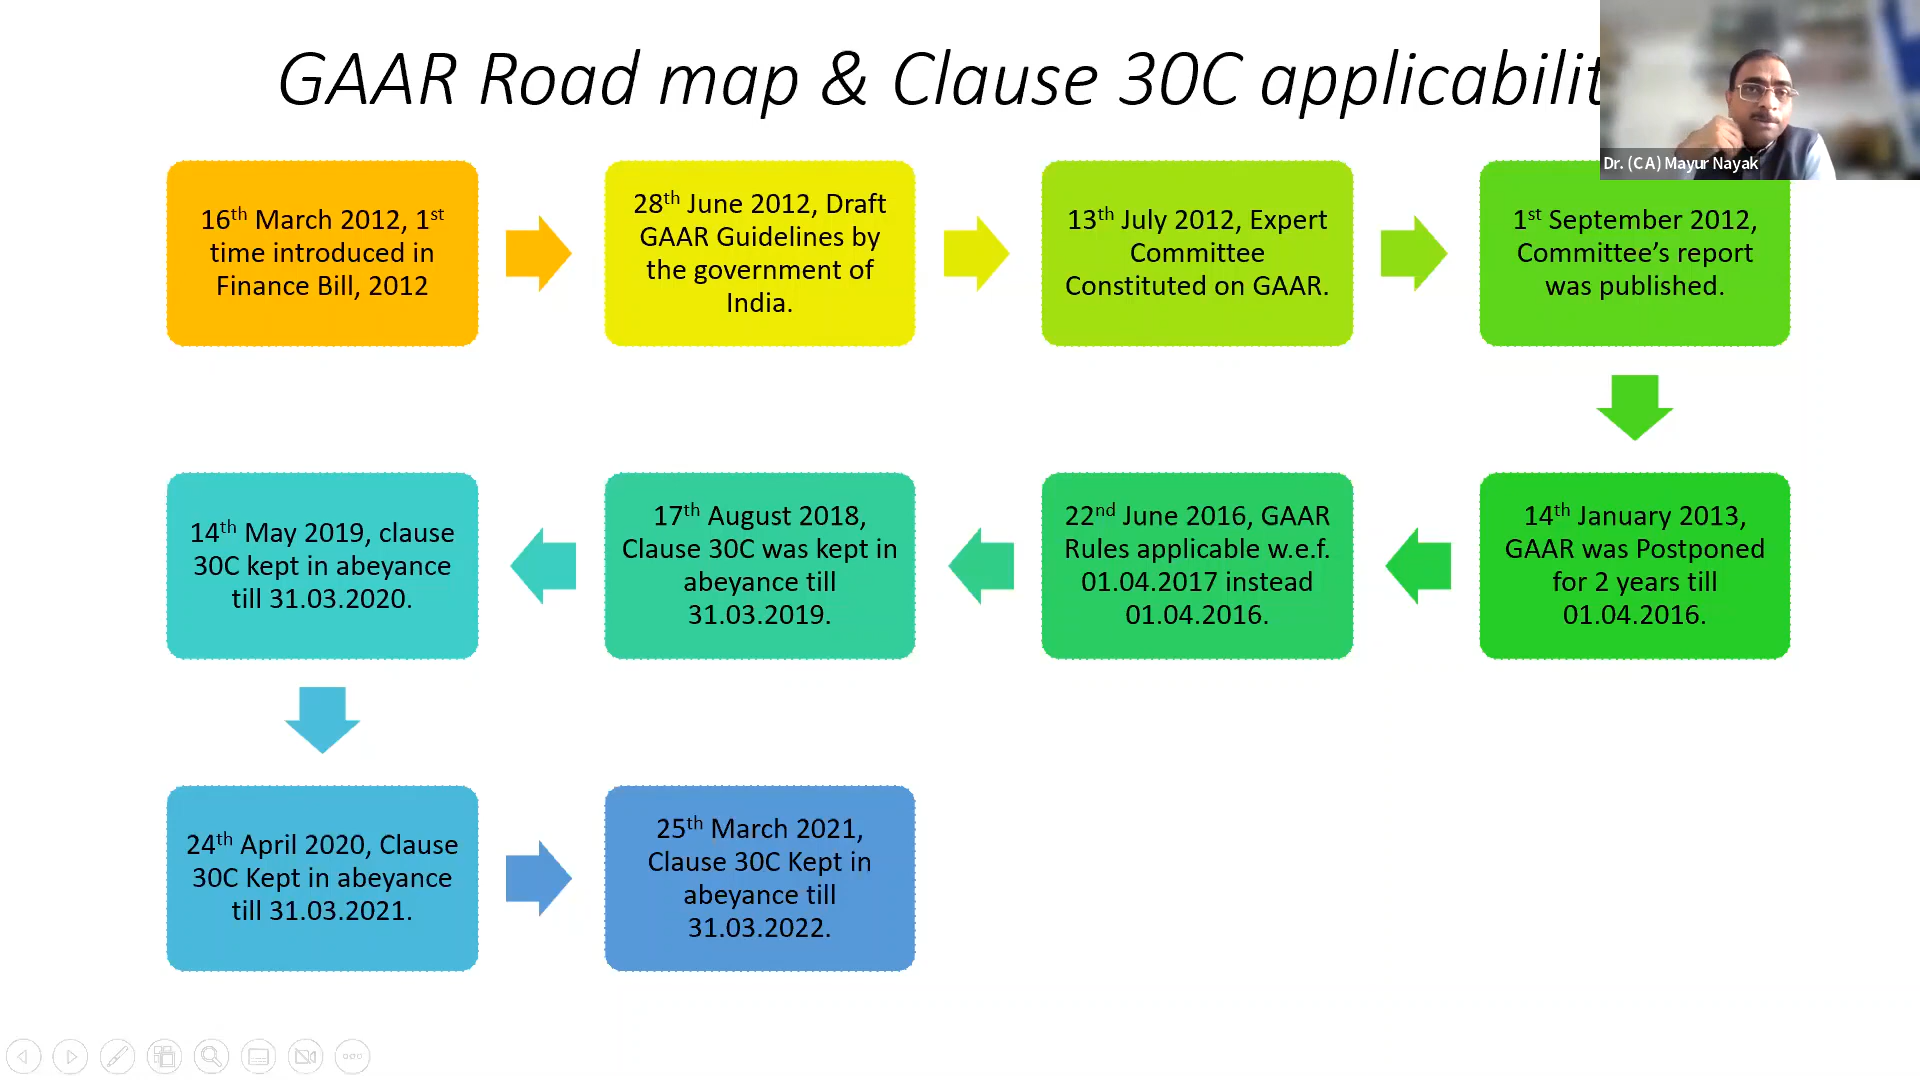 GAAR Road map & Clause 30C applicabilit
Dr. (CA) Mayur Nayak
16th March 2012, 1st
time introduced in
Finance Bill, 2012
28th June 2012, Draft
GAAR Guidelines by
the government of
India.
13th July 2012, Expert
Committee
Constituted on GAAR.
1st September 2012,
Committee’s report
was published.
14th January 2013,
GAAR was Postponed
for 2 years till
01.04.2016.
22nd June 2016, GAAR
Rules applicable w.e.f.
01.04.2017 instead
01.04.2016.
17th August 2018,
Clause 30C was kept in
abeyance till
31.03.2019.
14th May 2019, clause
30C kept in abeyance
till 31.03.2020.
24th April 2020, Clause
30C Kept in abeyance
till 31.03.2021.
25th March 2021,
Clause 30C Kept in
abeyance till
31.03.2022.